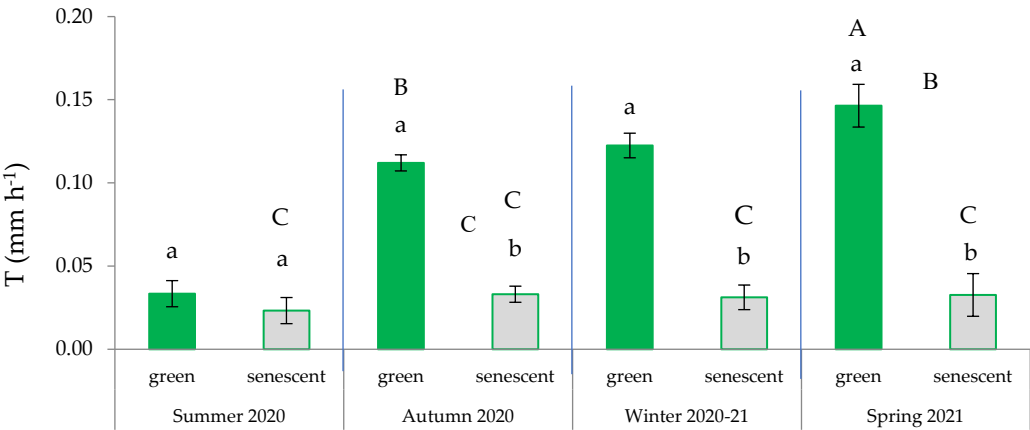 T (mm h-1)
0.20
0.15
0.10
0.05
0.00
a
C
a
B
a
C
C
b
a
C
b
A
a
B
C
b
green
senescent
green
senescent
green
senescent
green
senescent
Summer 2020
Autumn 2020
Winter 2020-21
Spring 2021